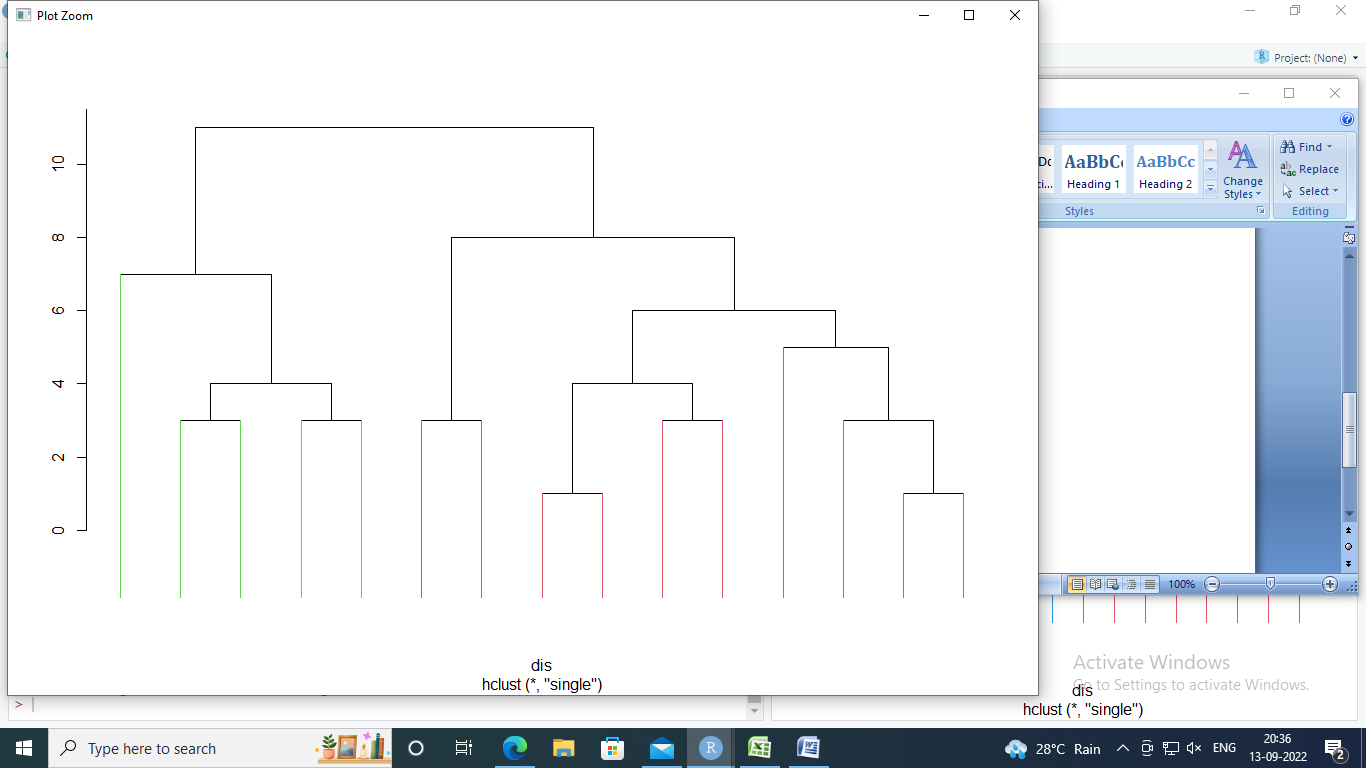 Plot Zoom
Project: (None)
10
8
6
4
2
0
dis
hclust (*, "single")
AaBbC
AaBbCc
Heading 1
Heading 2
Change
Styles
Find
Replace
Select
Styles
Editing
100%
Activate Windows
Go to Settings to activate Windows.
dis
hclust (*, "single")
>
Type here to search
R
W
28°C Rain
ENG
20:36
13-09-2022
2